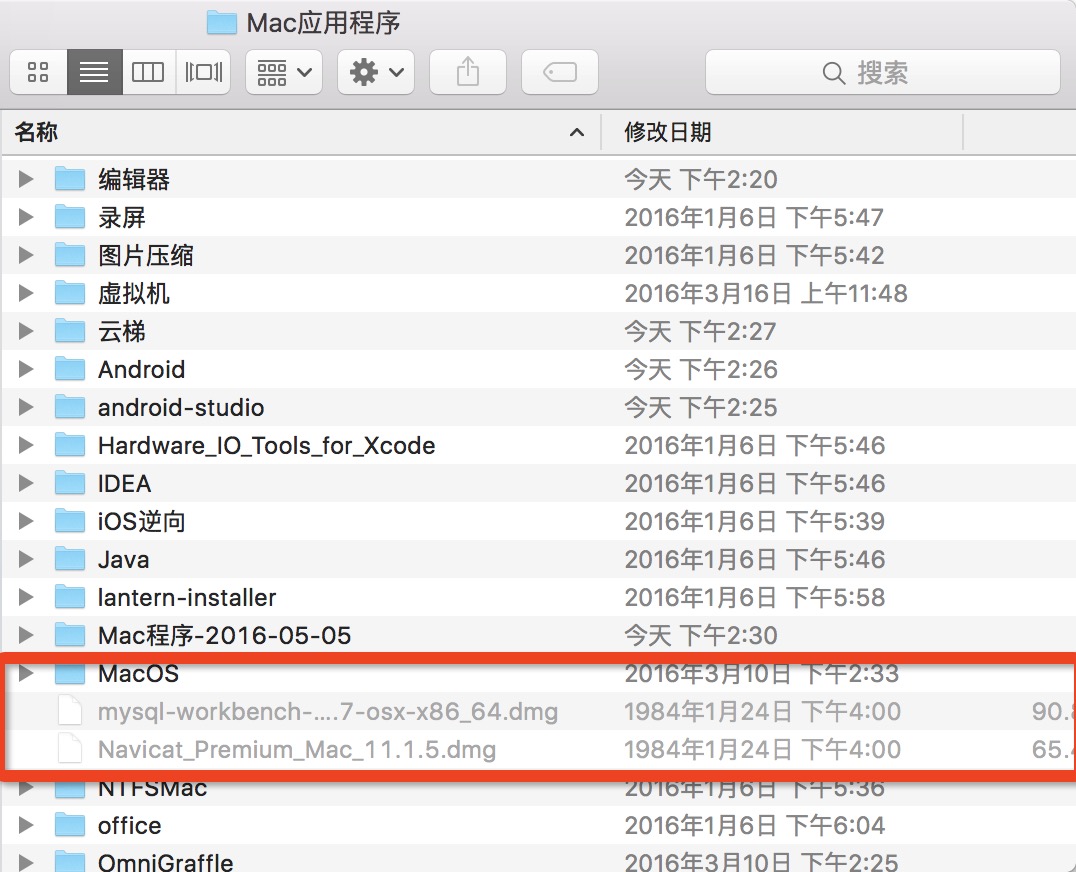 Mac应用程序
搜索
名称 修改日期
编辑器 今天 下午2:20
录屏 2016年1月6日 下午5:47
图片压缩 2016年1月6日 下午5:42
虚拟机 2016年3月16日 上午11:48
云梯 今天 下午2:27
Android 今天 下午2:26
android-studio 今天 下午2:25
Hardware_IO_Tools_for_Xcode 2016年1月6日 下午5:46
IDEA 2016年1月6日 下午5:46
iOS逆向 2016年1月6日 下午5:39
Java 2016年1月6日 下午5:46
lantern-installer 2016年1月6日 下午5:58
Mac程序-2016-05-05 今天 下午2:30
MacOS 2016年3月10日 下午2:33
mysql-workbench-....7-osx-x86_64.dmg 1984年1月24日 下午4:00 90.
Navicat_Premium_Mac_11.1.5.dmg 1984年1月24日 下午4:00 65.
NTFSMac 2016年1月6日 下午5:36
office 2016年1月6日 下午6:04
OmniGraffle 2016年3月10日 下午2:25